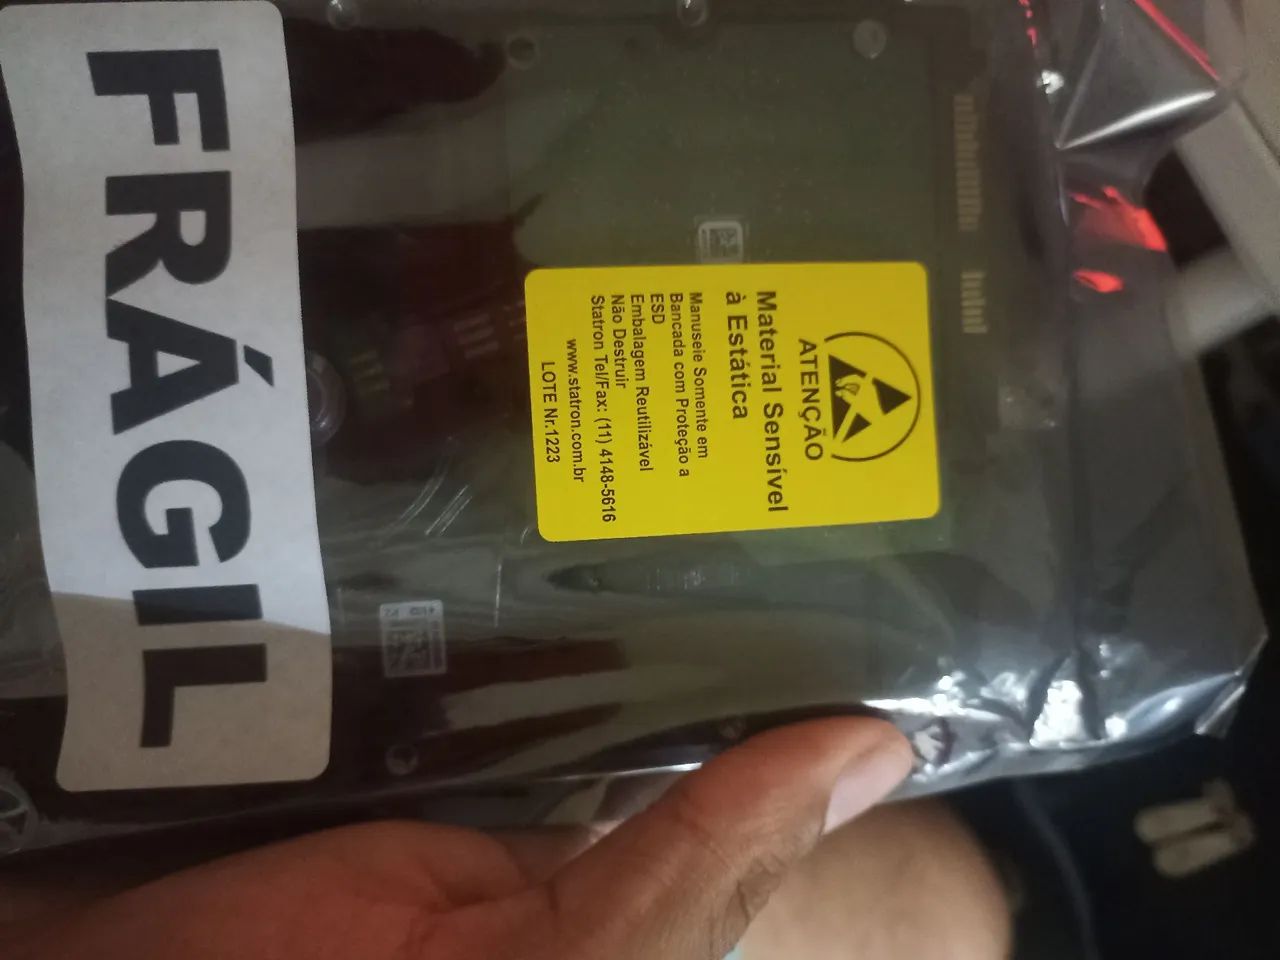 FRÁGIL
ATENÇÃO
Material Sensível
à Estática
Manuseie Somente em
Bancada com Proteção a
ESD
Embalagem Reutilizável
Não Destruir
Statron Tel/Fax: (11) 4148-5616
www.statron.com.br
LOTE Nr.1223